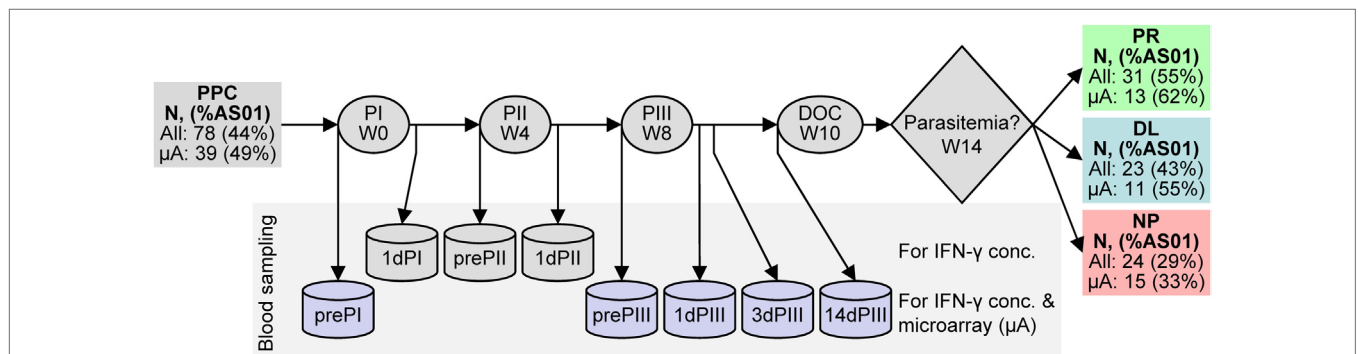 PPC
N, (%AS01)
All: 78 (44%)
µA: 39 (49%)
PI
W0
PII
W4
PIII
W8
DOC
W10
Parasitemia?
W14
PR
N, (%AS01)
All: 31 (55%)
µA: 13 (62%)
DL
N, (%AS01)
All: 23 (43%)
µA: 11 (55%)
NP
N, (%AS01)
All: 24 (29%)
µA: 15 (33%)
Blood sampling
1dPI
prePII
1dPII
For IFN-γ conc.
prePI
prePIII
1dPIII
3dPIII
14dPIII
For IFN-γ conc. &
microarray (µA)